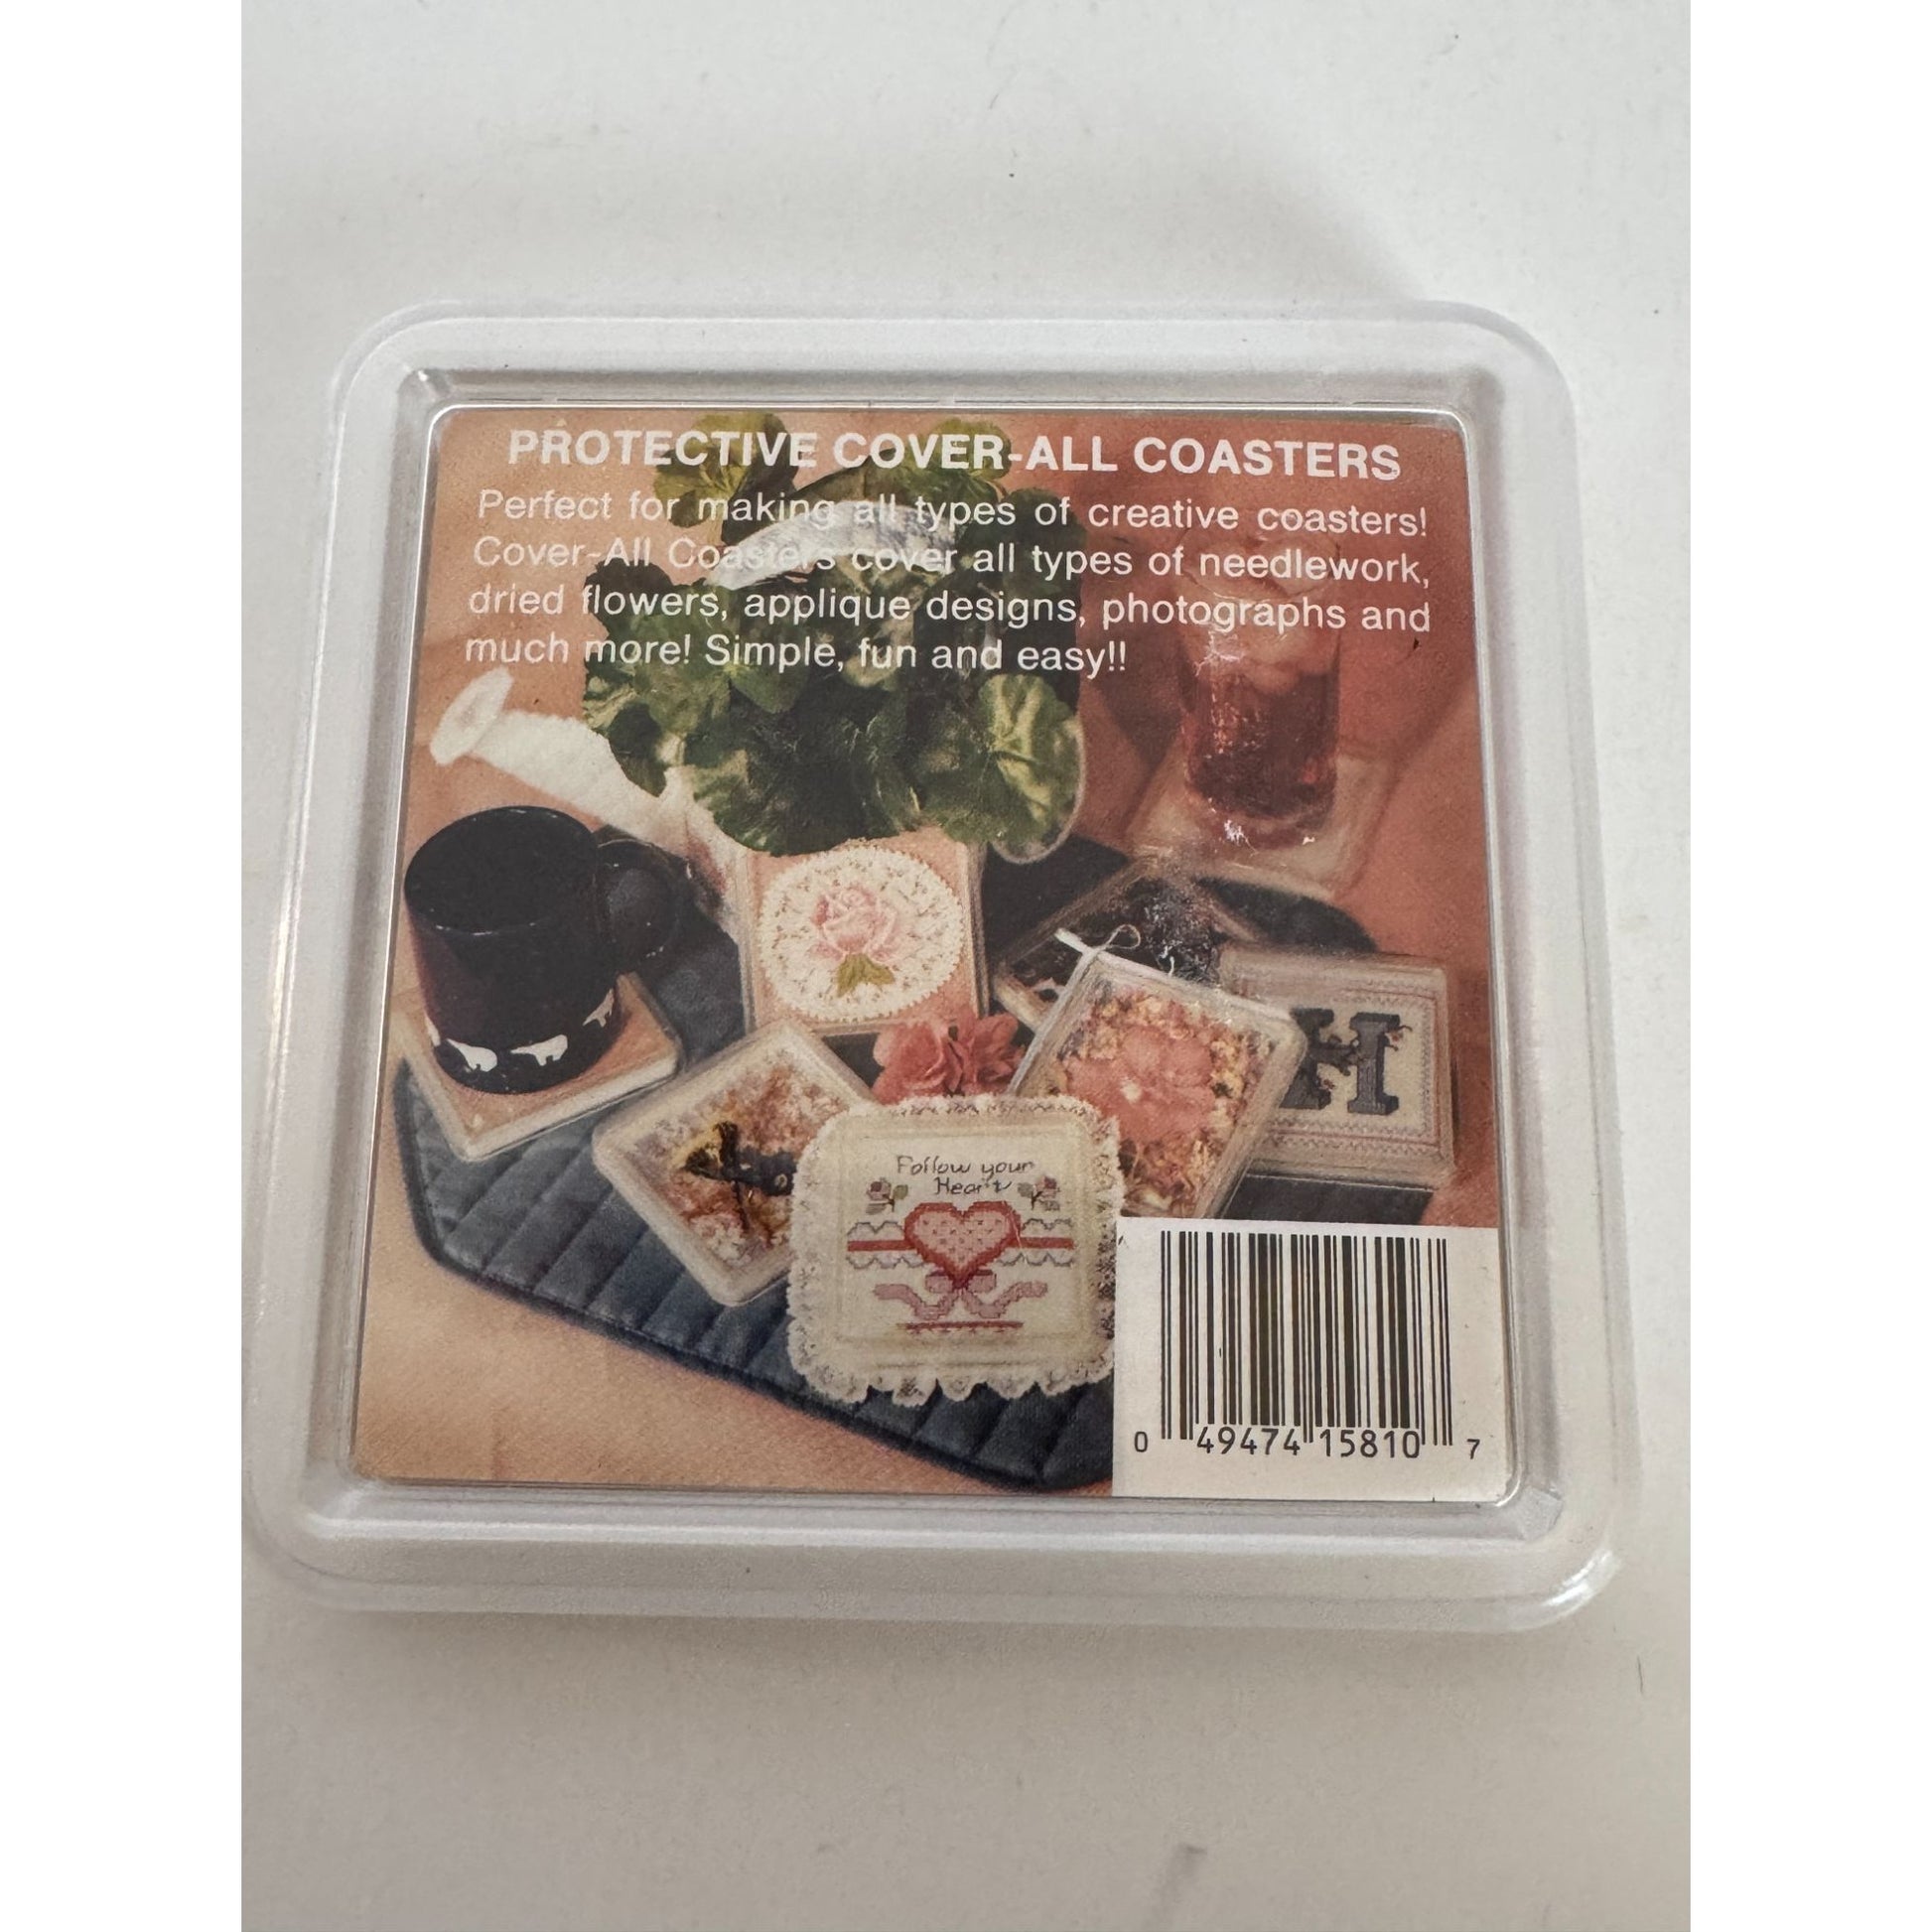 PROTECTIVE COVER-ALL COASTERS
Perfect for making all types of creative coasters!
Cover-All Coasters cover all types of needlework,
dried flowers, applique designs, photographs and
much more! Simple, fun and easy!!
H
Follow your
Heart
0 49474 15810 7